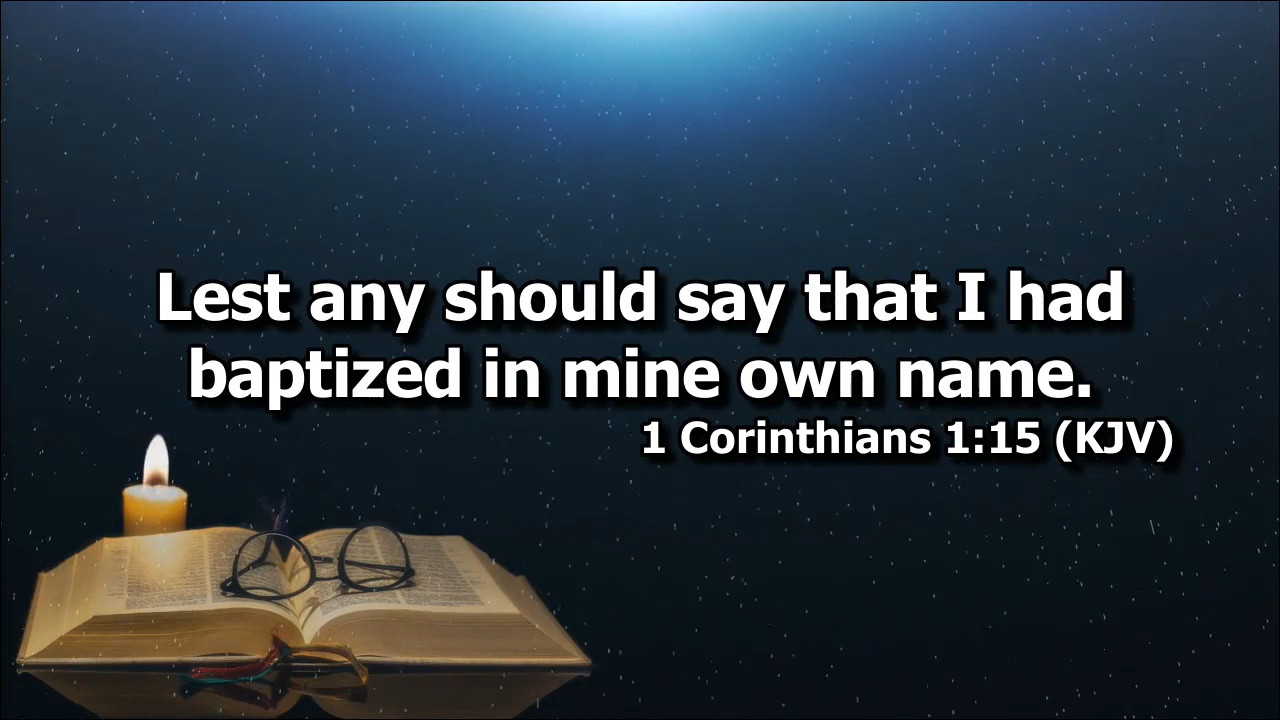 Lest any should say that I had
baptized in mine own name.
1 Corinthians 1:15 (KJV)